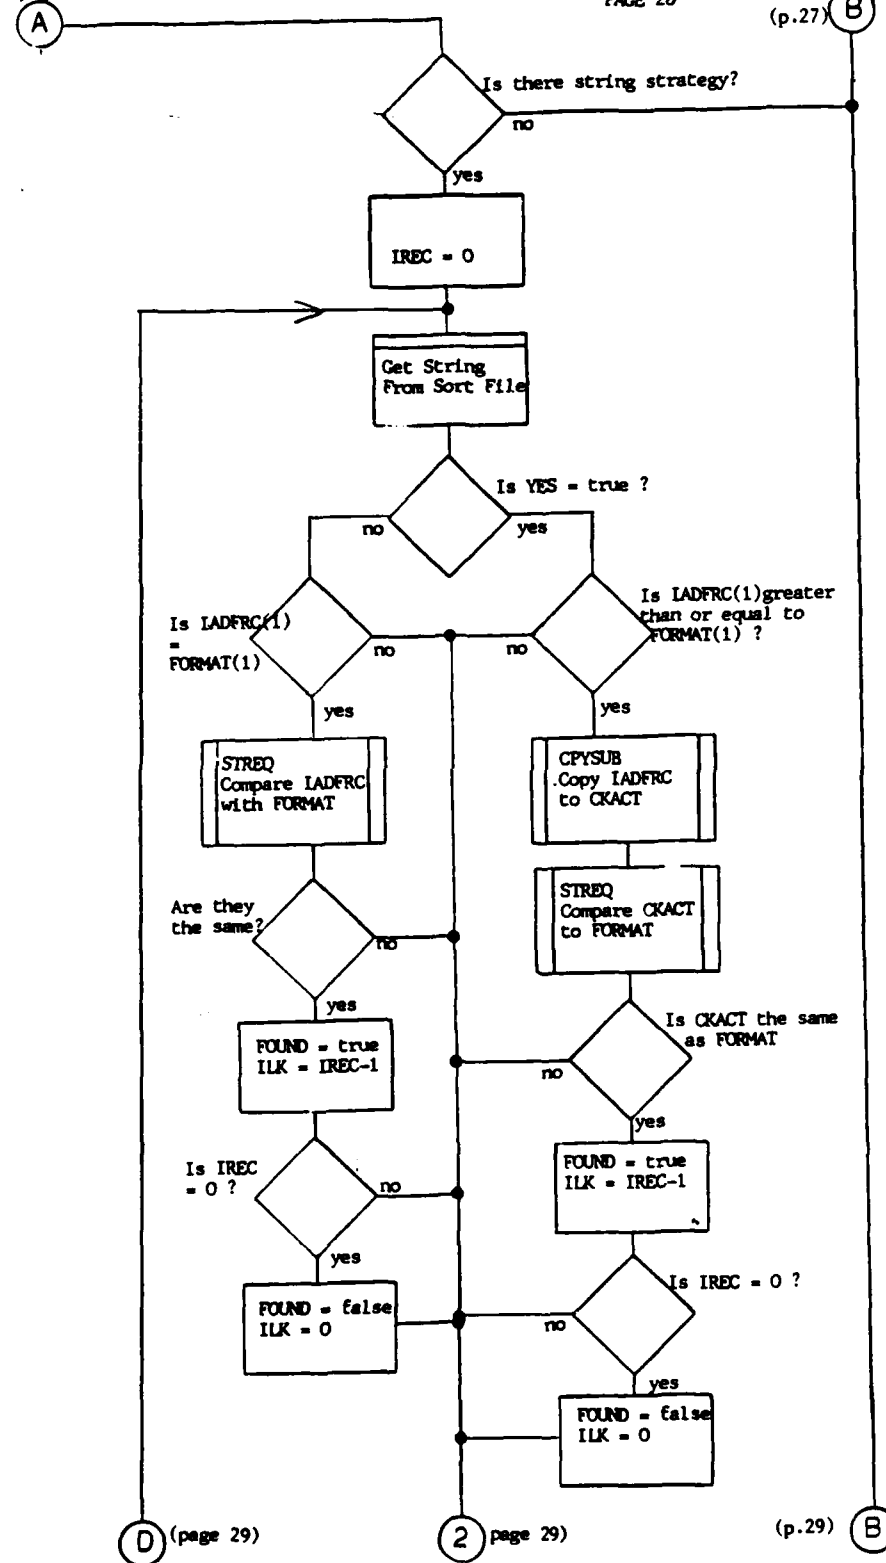 PAGE 28
A
(p.27) B
Is there string strategy?
no
yes
IREC = 0
Get String
From Sort File
Is YES = true ?
no
yes
Is IADFRC(1)
=
FORMAT(1)
no
yes
Is IADFRC(1)greater
than or equal to
FORMAT(1) ?
no
yes
STREQ
Compare IADFRC
with FORMAT
CPYSUB
.Copy IADFRC
to CKACT
STREQ
Compare CKACT
to FORMAT
Are they
the same?
no
yes
Is CKACT the same
as FORMAT
no
yes
FOUND = true
ILK = IREC-1
FOUND = true
ILK = IREC-1
Is IREC
= 0 ?
no
yes
Is IREC = 0 ?
no
yes
FOUND = false
ILK = 0
FOUND = false
ILK = 0
D (page 29)
2 page 29)
(p.29) B